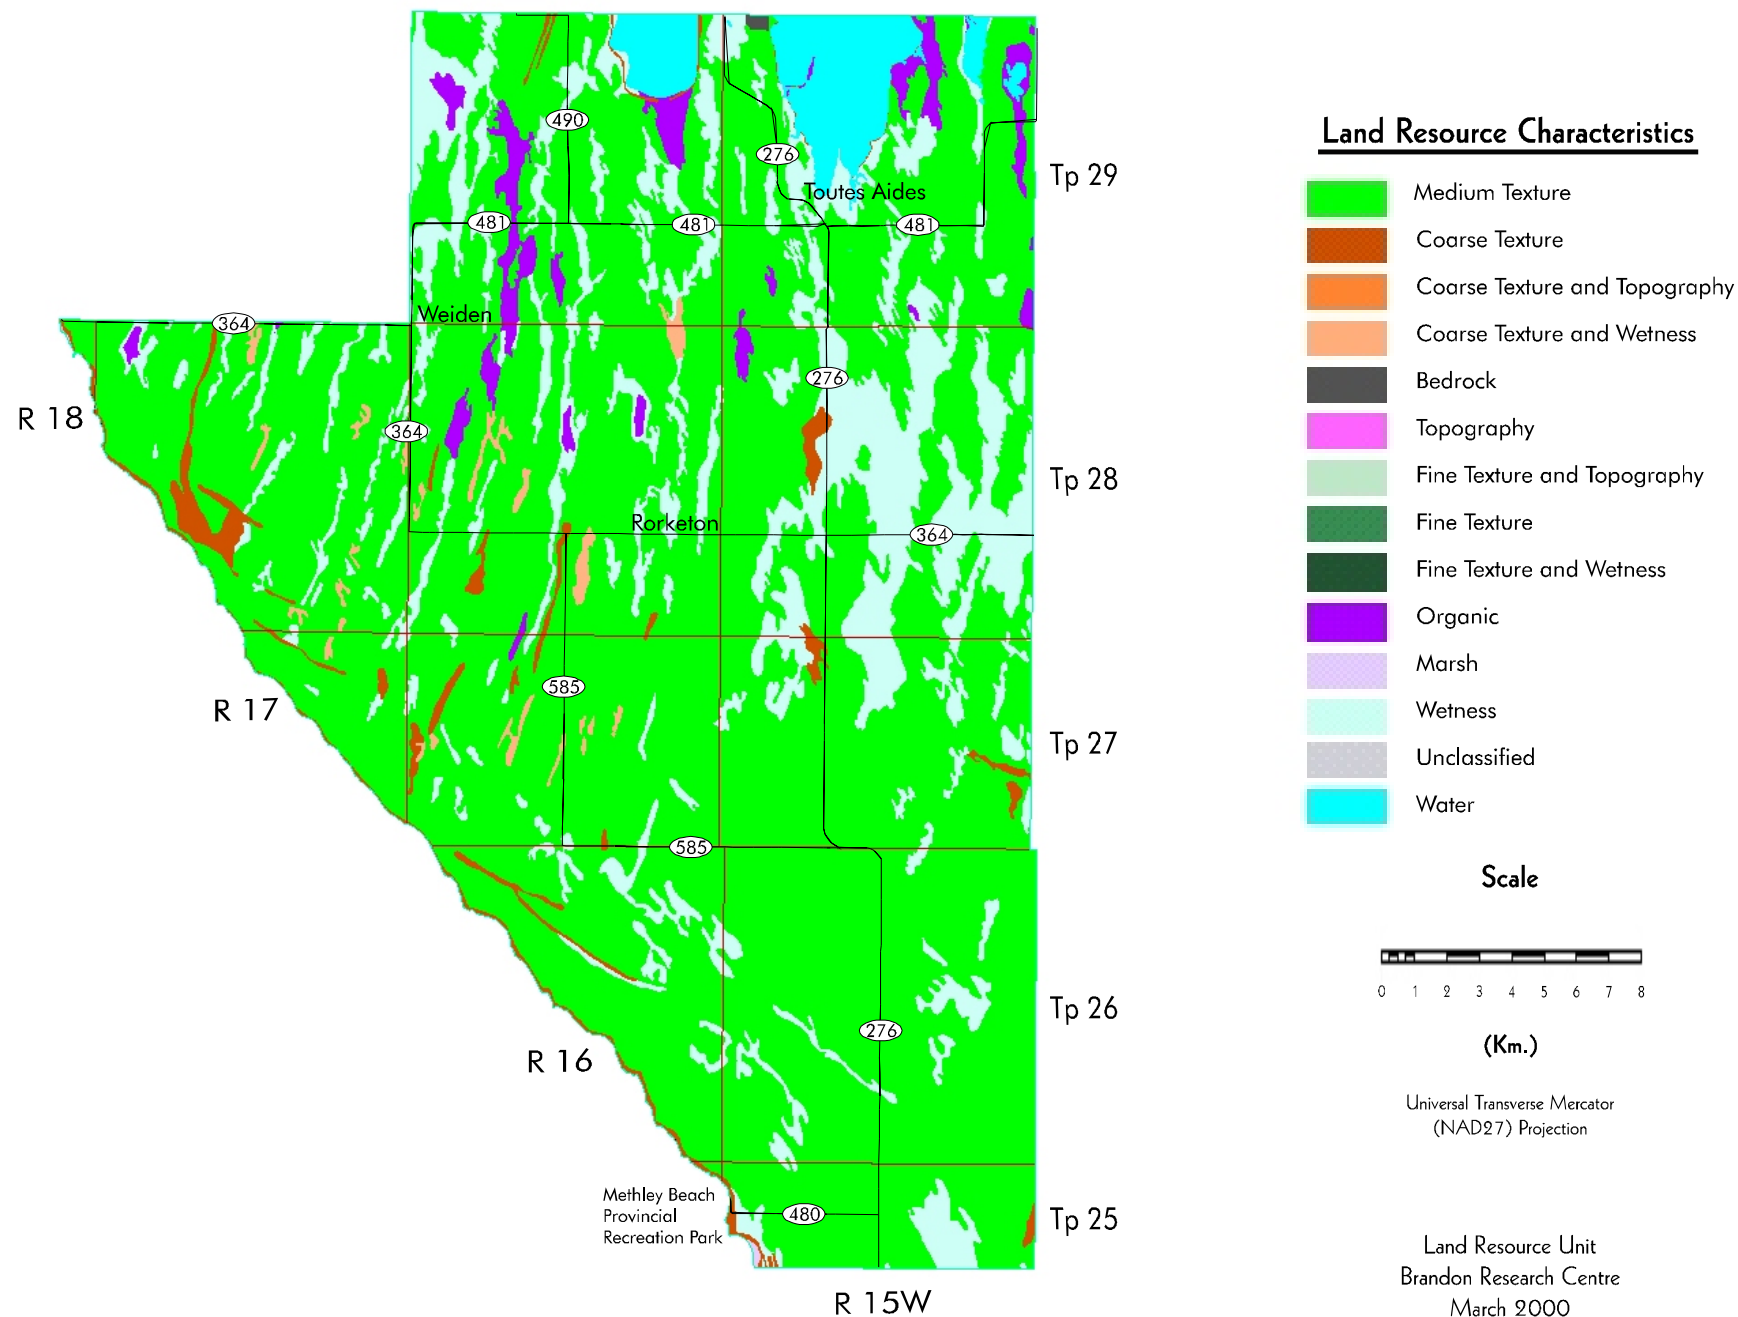 490
276
Tp 29
Toutes Aides
481
481
481
Weiden
364
276
R 18
364
Tp 28
Rorketon
364
585
R 17
Tp 27
585
276
Tp 26
R 16
Methley Beach
Provincial
Recreation Park
480
Tp 25
R 15W
Land Resource Characteristics
Medium Texture
Coarse Texture
Coarse Texture and Topography
Coarse Texture and Wetness
Bedrock
Topography
Fine Texture and Topography
Fine Texture
Fine Texture and Wetness
Organic
Marsh
Wetness
Unclassified
Water
Scale
0 1 2 3 4 5 6 7 8
(Km.)
Universal Transverse Mercator
(NAD27) Projection
Land Resource Unit
Brandon Research Centre
March 2000